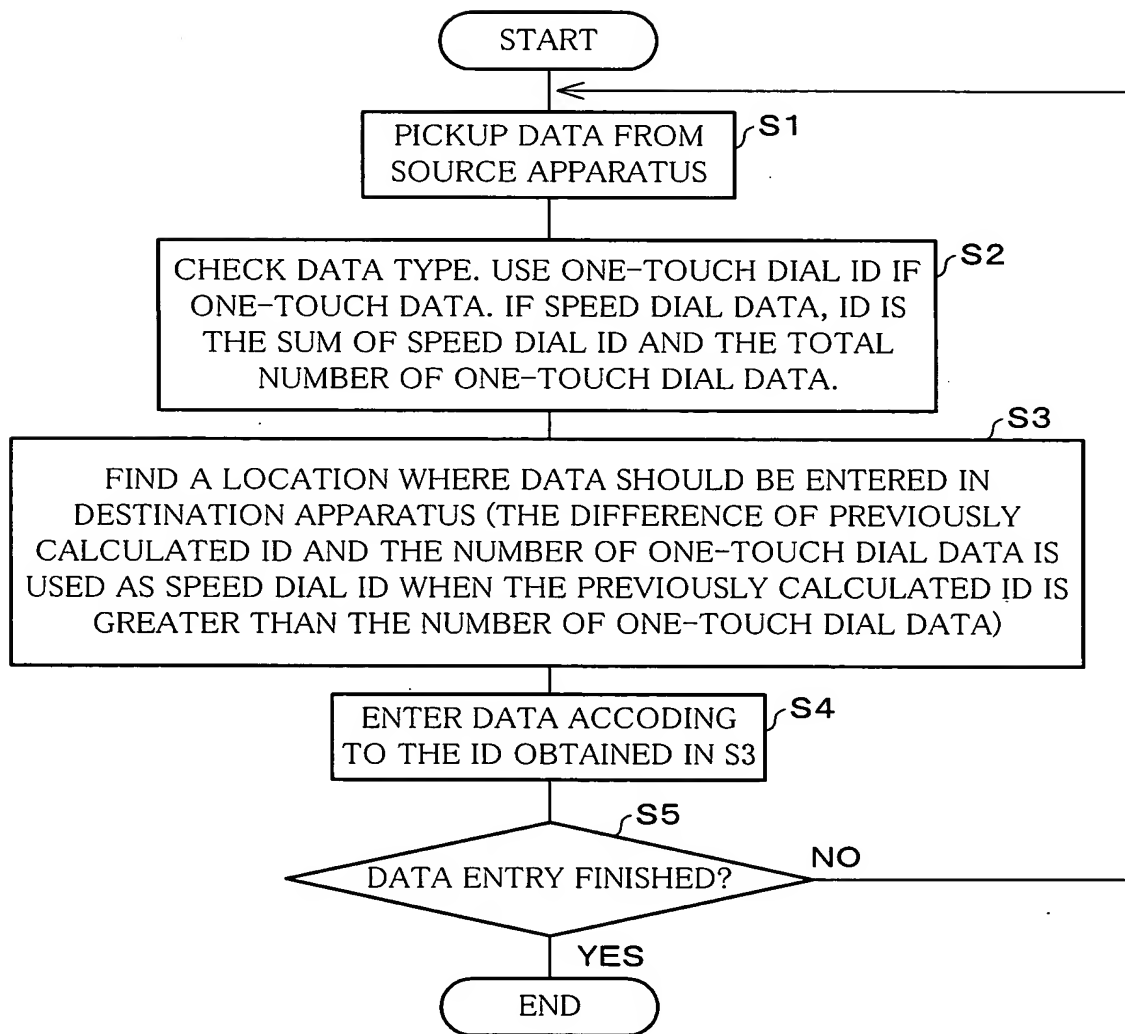 START
PICKUP DATA FROM
SOURCE APPARATUS
S1
CHECK DATA TYPE. USE ONE-TOUCH DIAL ID IF
ONE-TOUCH DATA. IF SPEED DIAL DATA, ID IS
THE SUM OF SPEED DIAL ID AND THE TOTAL
NUMBER OF ONE-TOUCH DIAL DATA.
S2
S3
FIND A LOCATION WHERE DATA SHOULD BE ENTERED IN
DESTINATION APPARATUS (THE DIFFERENCE OF PREVIOUSLY
CALCULATED ID AND THE NUMBER OF ONE-TOUCH DIAL DATA IS
USED AS SPEED DIAL ID WHEN THE PREVIOUSLY CALCULATED ID IS
GREATER THAN THE NUMBER OF ONE-TOUCH DIAL DATA)
ENTER DATA ACCODING
TO THE ID OBTAINED IN S3
S4
S5
DATA ENTRY FINISHED?
NO
YES
END